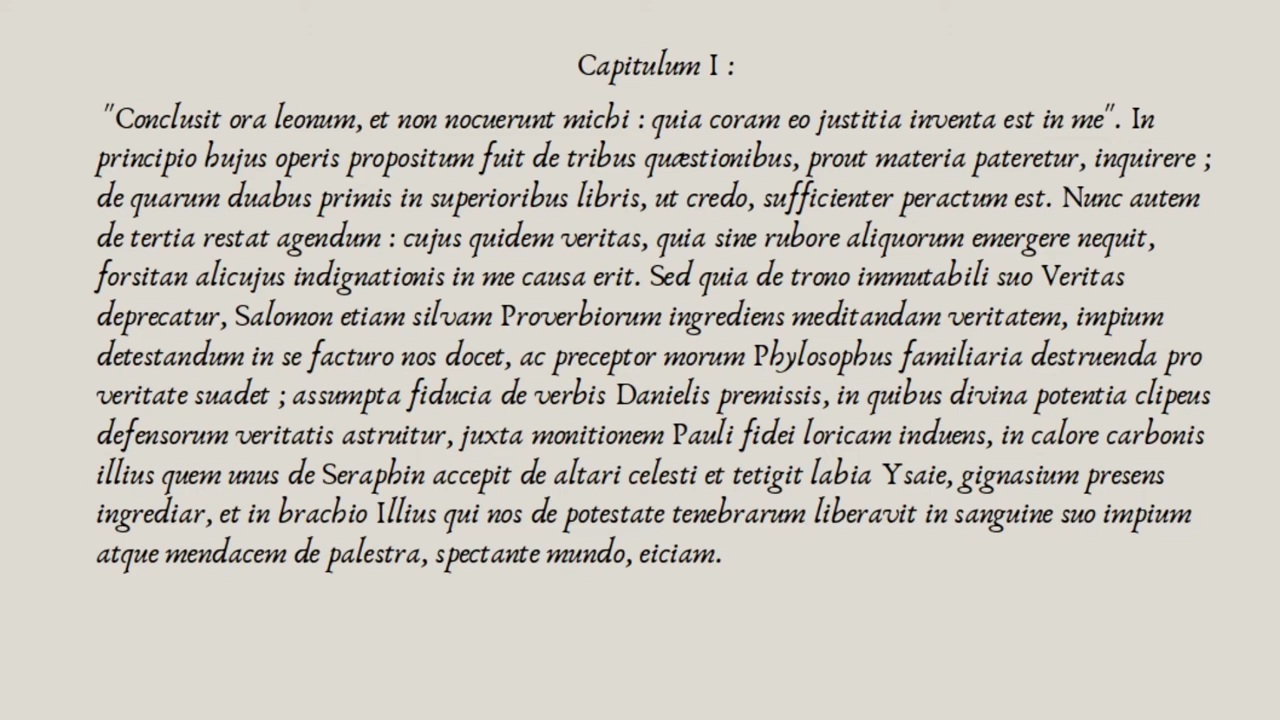 Capitulum I :
"Conclusit ora leonum, et non nocuerunt michi : quia coram eo justitia inventa est in me". In
principio hujus operis propositum fuit de tribus quæstionibus, prout materia pateretur, inquirere ;
de quarum duabus primis in superioribus libris, ut credo, sufficienter peractum est. Nunc autem
de tertia restat agendum : cujus quidem veritas, quia sine rubore aliquorum emergere nequit,
forsitan alicujus indignationis in me causa erit. Sed quia de trono immutabili suo Veritas
deprecatur, Salomon etiam silvam Proverbiorum ingrediens meditandam veritatem, impium
detestandum in se facturo nos docet, ac preceptor morum Phylosophus familiaria destruenda pro
veritate suadet ; assumpta fiducia de verbis Danielis premissis, in quibus divina potentia clipeus
defensorum veritatis astruitur, juxta monitionem Pauli fidei loricam induens, in calore carbonis
illius quem unus de Seraphin accepit de altari celesti et tetigit labia Ysaie, gignasium presens
ingrediar, et in brachio Illius qui nos de potestate tenebrarum liberavit in sanguine suo impium
atque mendacem de palestra, spectante mundo, eiciam.